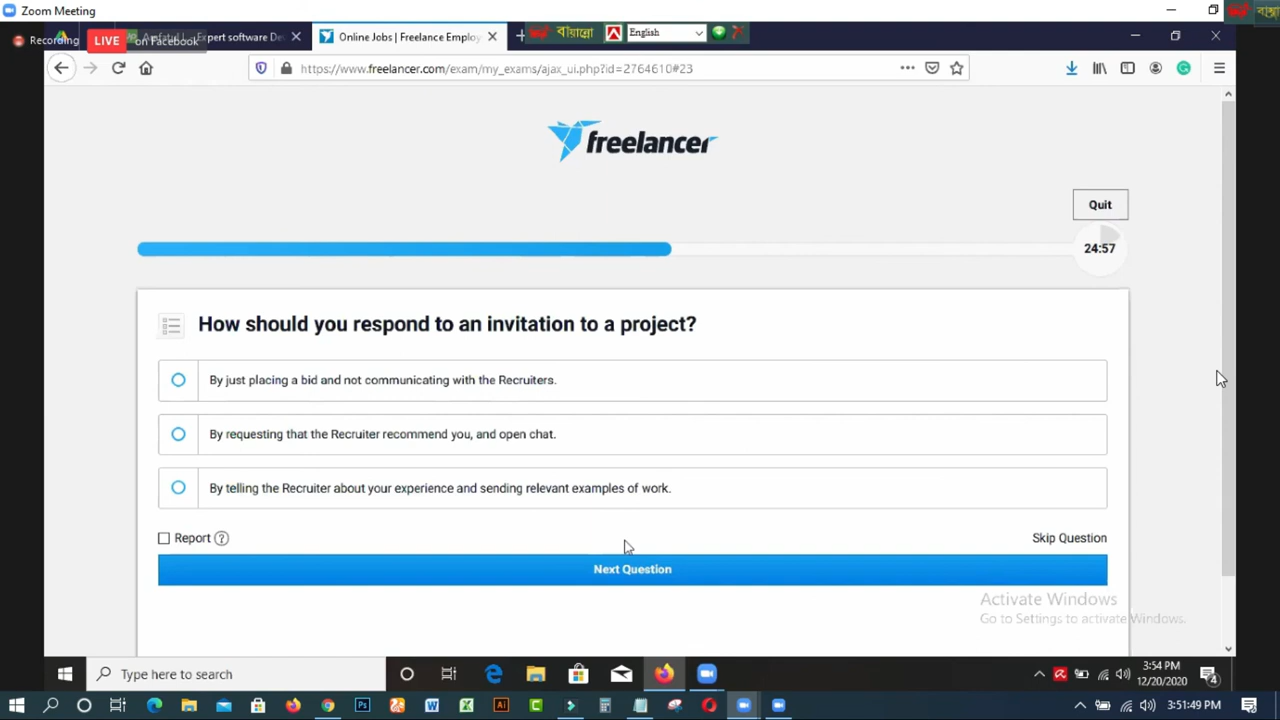 Zoom Meeting
Recording
LIVE on Facebook
Expert software De
Online Jobs | Freelance Employ
বায়ান্নো
English
https://www.freelancer.com/exam/my_exams/ajax_ui.php?id=2764610#23
freelancer
Quit
24:57
How should you respond to an invitation to a project?
By just placing a bid and not communicating with the Recruiters.
By requesting that the Recruiter recommend you, and open chat.
By telling the Recruiter about your experience and sending relevant examples of work.
Report ?
Skip Question
Next Question
Activate Windows
Go to Settings to activate Windows.
Type here to search
3:54 PM
12/20/2020
4
3:51:49 PM